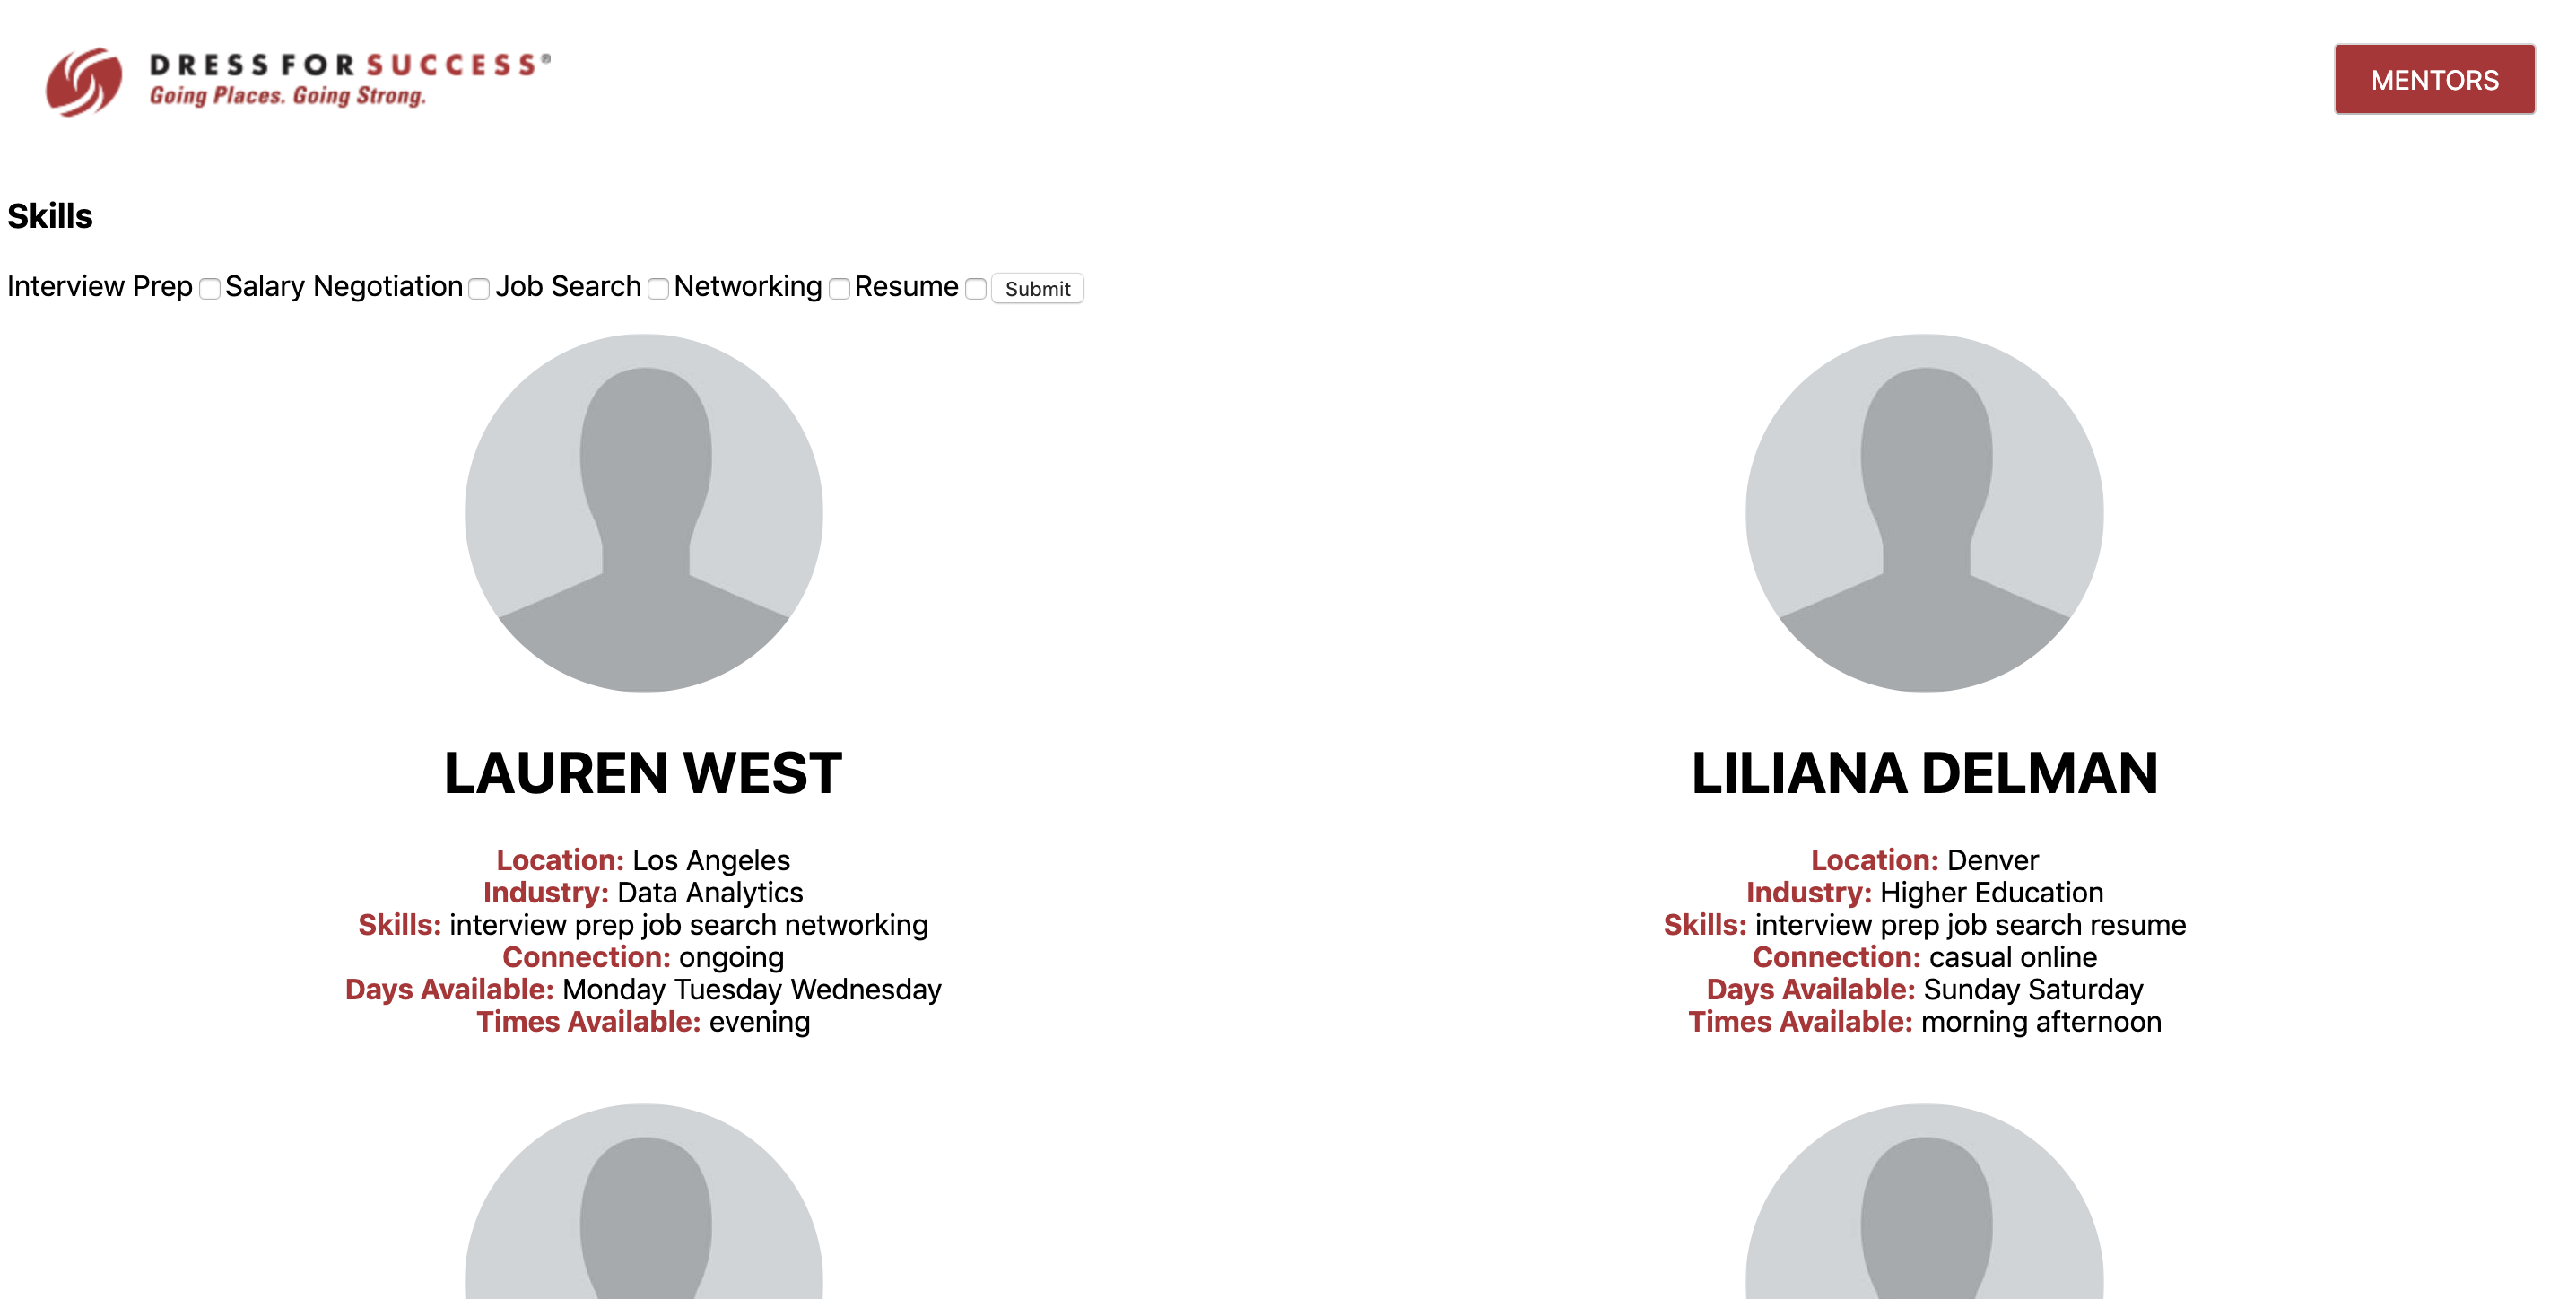 DRESS FOR SUCCESS®
Going Places. Going Strong.
MENTORS
Skills
Interview Prep Salary Negotiation Job Search Networking Resume Submit
LAUREN WEST
Location: Los Angeles
Industry: Data Analytics
Skills: interview prep job search networking
Connection: ongoing
Days Available: Monday Tuesday Wednesday
Times Available: evening
LILIANA DELMAN
Location: Denver
Industry: Higher Education
Skills: interview prep job search resume
Connection: casual online
Days Available: Sunday Saturday
Times Available: morning afternoon